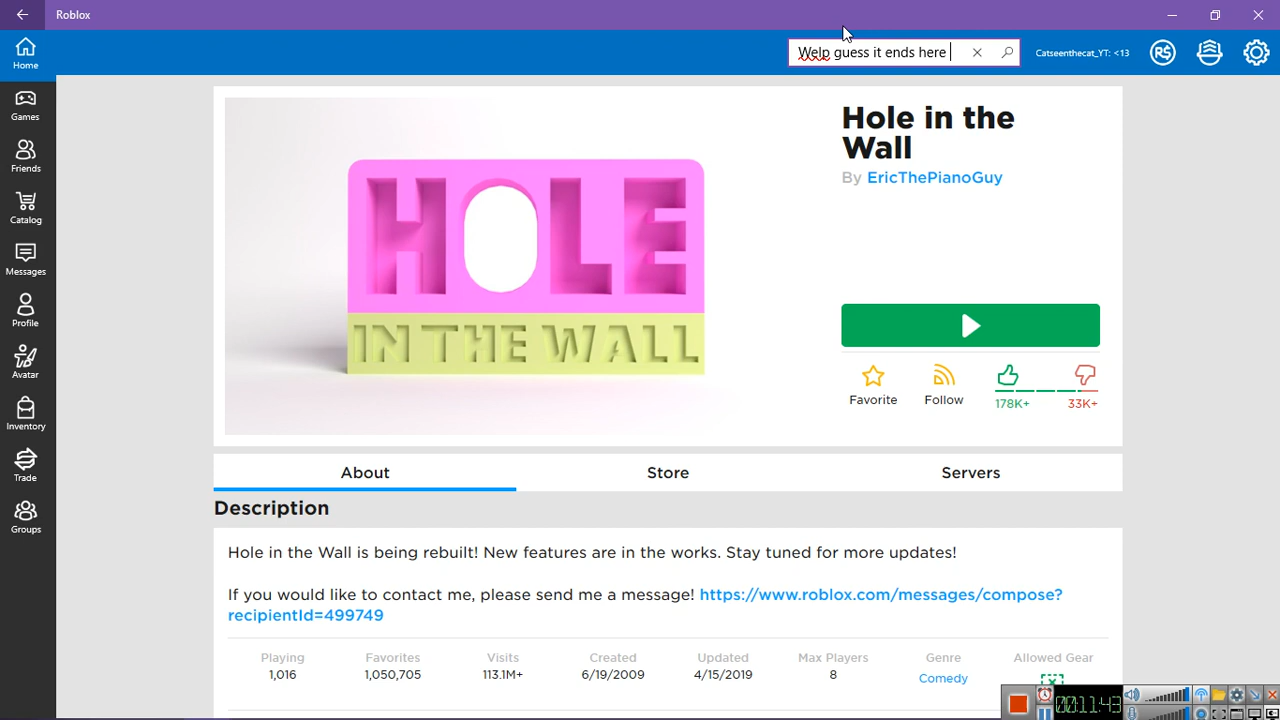 Roblox
Welp guess it ends here
Catseenthecat_YT: <13
R$
Home
Games
Friends
Catalog
Messages
Profile
Avatar
Inventory
Trade
Groups
HOLE
IN THE WALL
Hole in the
Wall
By EricThePianoGuy
Favorite
Follow
178K+
33K+
About
Store
Servers
Description
Hole in the Wall is being rebuilt! New features are in the works. Stay tuned for more updates!
If you would like to contact me, please send me a message! https://www.roblox.com/messages/compose?
recipientId=499749
Playing
Favorites
Visits
Created
Updated
Max Players
Genre
Allowed Gear
1,016
1,050,705
113.1M+
6/19/2009
4/15/2019
8
Comedy
00:11:43